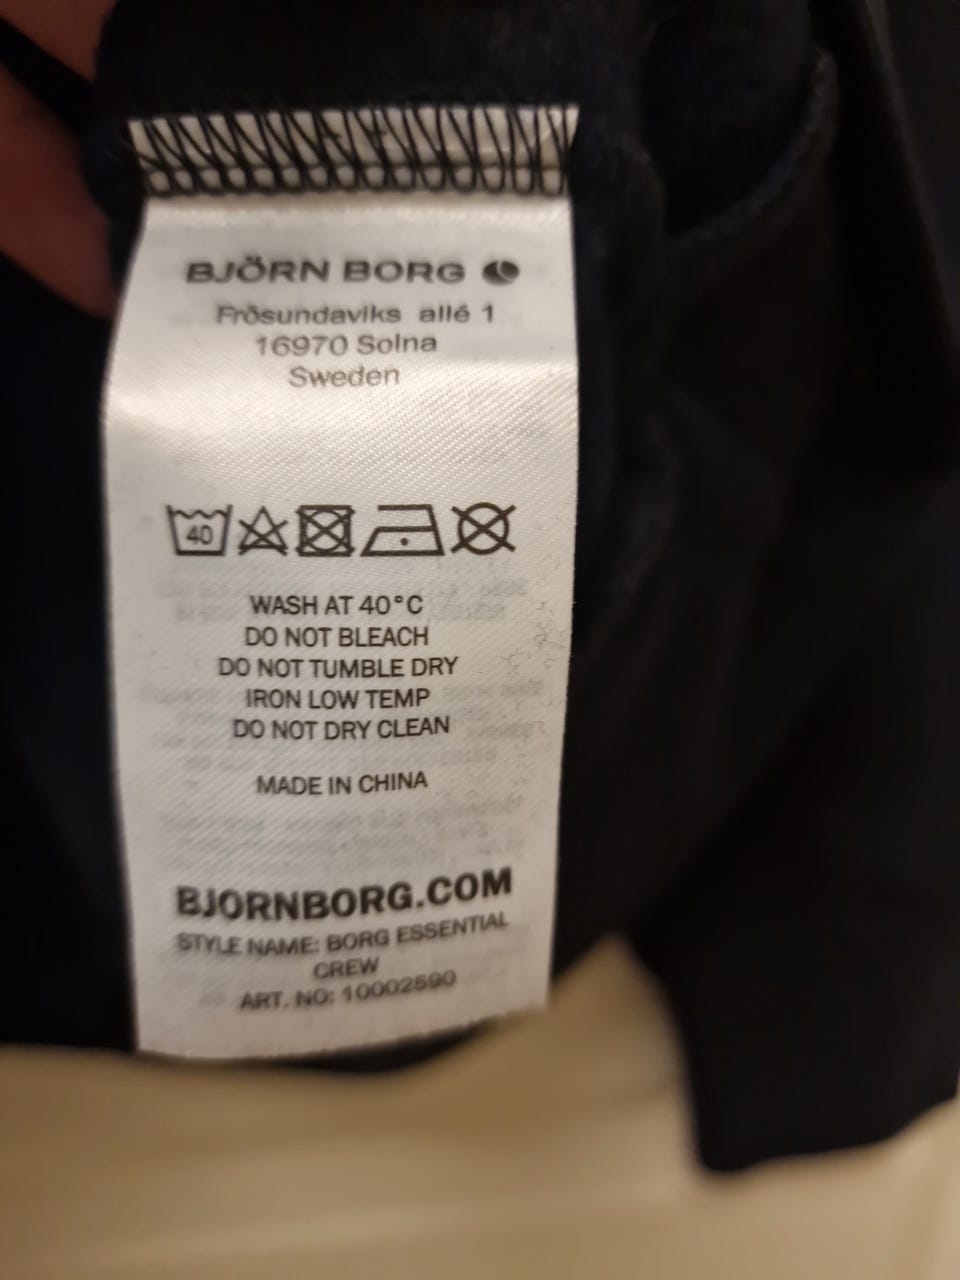 BJÖRN BORG
Frösundaviks allé 1
16970 Solna
Sweden
40
WASH AT 40°C
DO NOT BLEACH
DO NOT TUMBLE DRY
IRON LOW TEMP
DO NOT DRY CLEAN
MADE IN CHINA
BJORNBORG.COM
STYLE NAME: BORG ESSENTIAL
CREW
ART. NO: 10002590